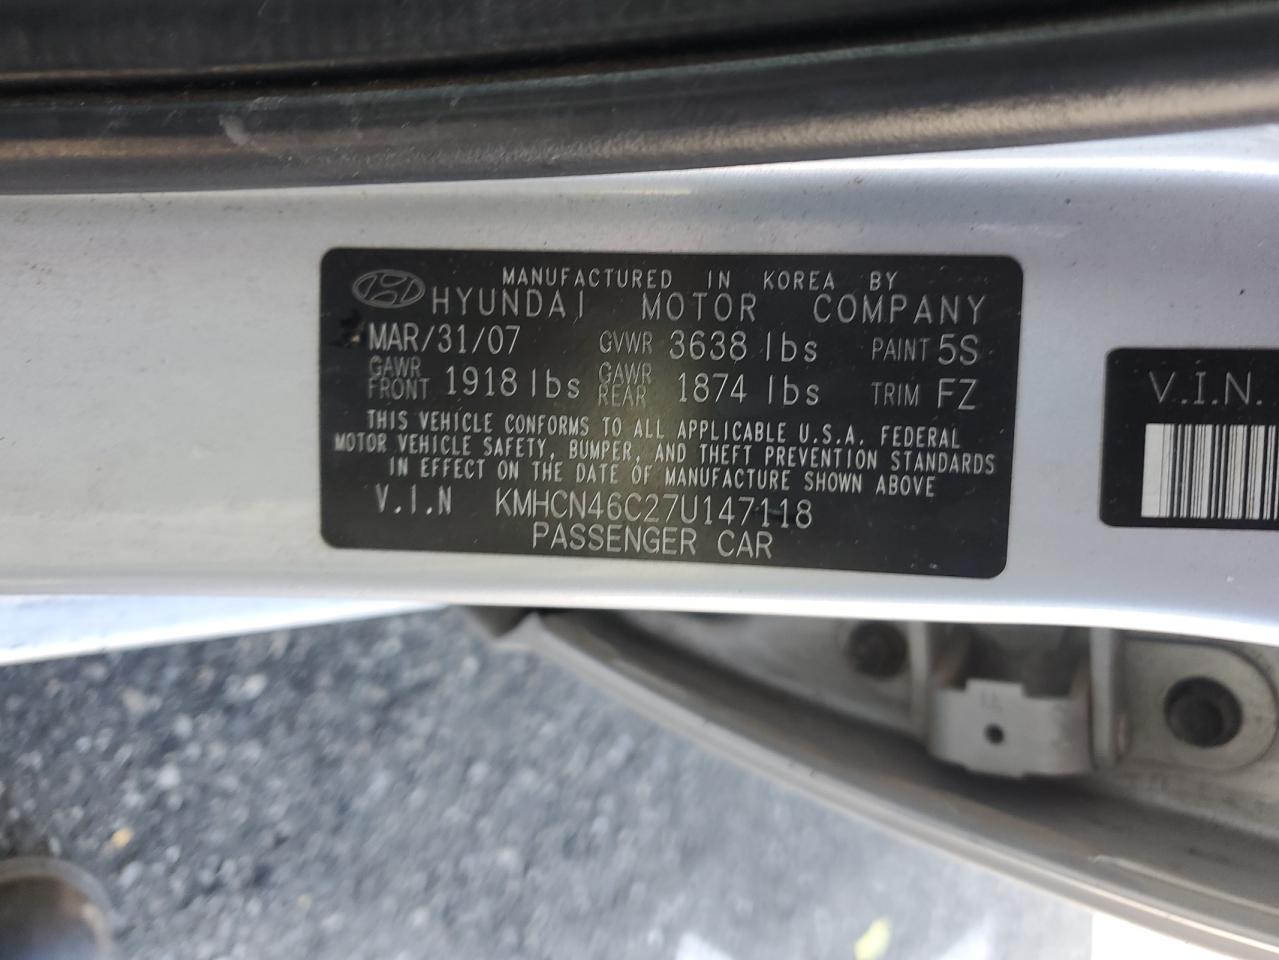 MANUFACTURED IN KOREA BY
HYUNDAI MOTOR COMPANY
MAR/31/07 GVWR 3638 lbs PAINT 5S
GAWR FRONT 1918 lbs GAWR REAR 1874 lbs TRIM FZ
THIS VEHICLE CONFORMS TO ALL APPLICABLE U.S.A. FEDERAL
MOTOR VEHICLE SAFETY, BUMPER, AND THEFT PREVENTION STANDARDS
IN EFFECT ON THE DATE OF MANUFACTURE SHOWN ABOVE
V.I.N KMHCN46C27U147118
PASSENGER CAR
V.I.N.